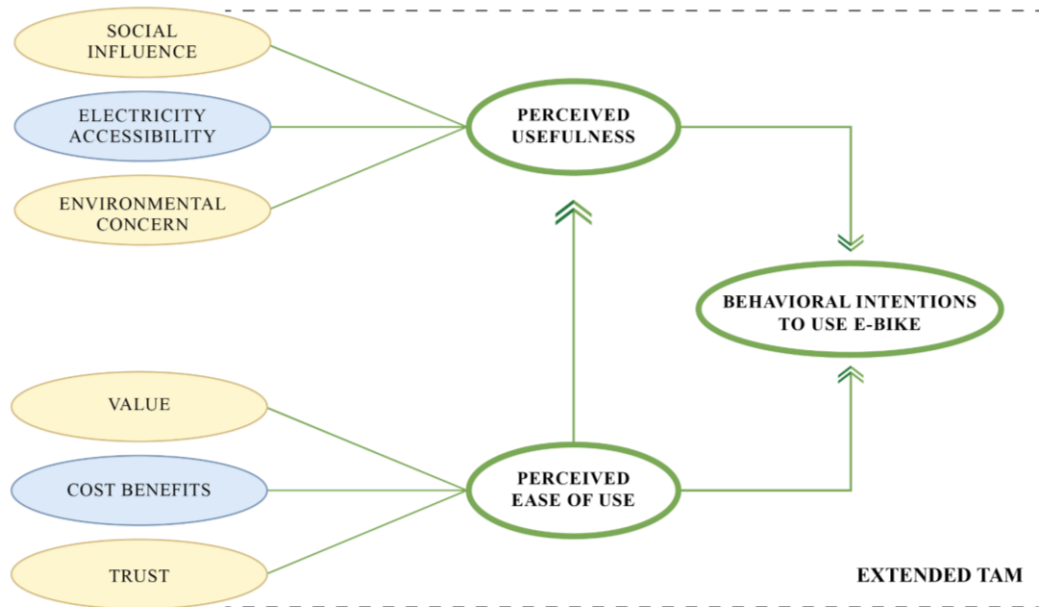 SOCIAL
INFLUENCE
ELECTRICITY
ACCESSIBILITY
ENVIRONMENTAL
CONCERN
PERCEIVED
USEFULNESS
BEHAVIORAL INTENTIONS
TO USE E-BIKE
VALUE
COST BENEFITS
TRUST
PERCEIVED
EASE OF USE
EXTENDED TAM